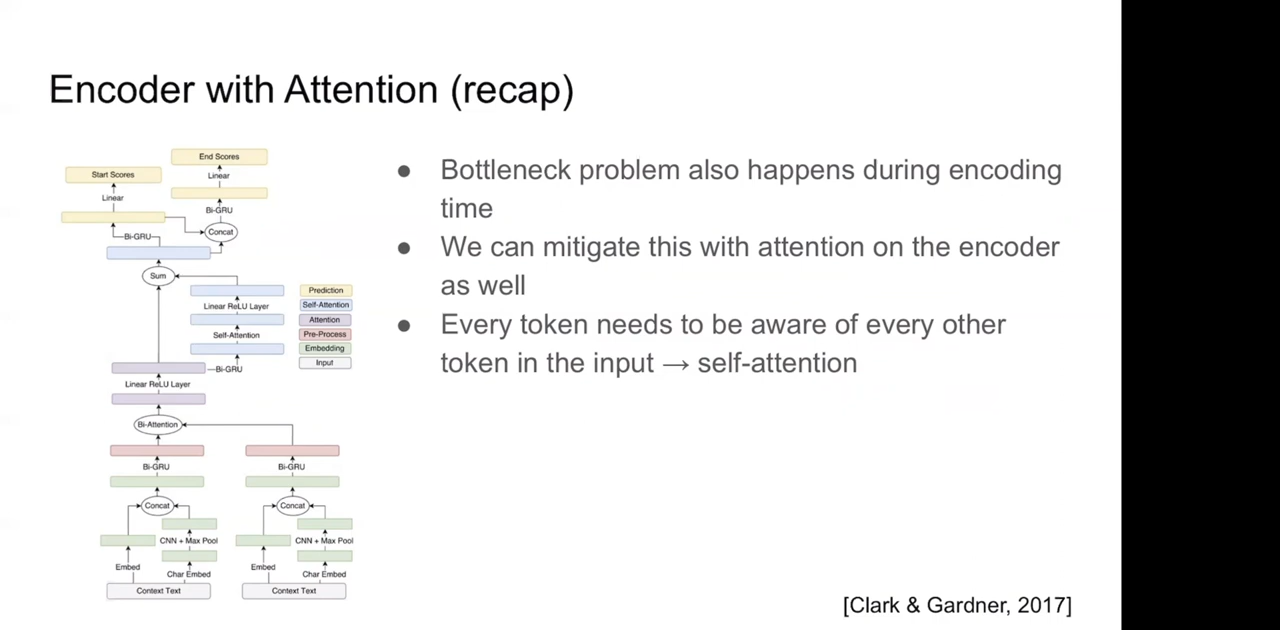 Encoder with Attention (recap)
End Scores
Start Scores
Linear
Linear
Bi-GRU
Concat
Bi-GRU
Sum
Linear ReLU Layer
Self-Attention
Bi-GRU
Prediction
Self-Attention
Attention
Pre-Process
Embedding
Input
Linear ReLU Layer
Bi-Attention
Bi-GRU
Bi-GRU
Concat
Concat
CNN + Max Pool
CNN + Max Pool
Embed
Char Embed
Embed
Char Embed
Context Text
Context Text
● Bottleneck problem also happens during encoding
time
● We can mitigate this with attention on the encoder
as well
● Every token needs to be aware of every other
token in the input → self-attention
[Clark & Gardner, 2017]